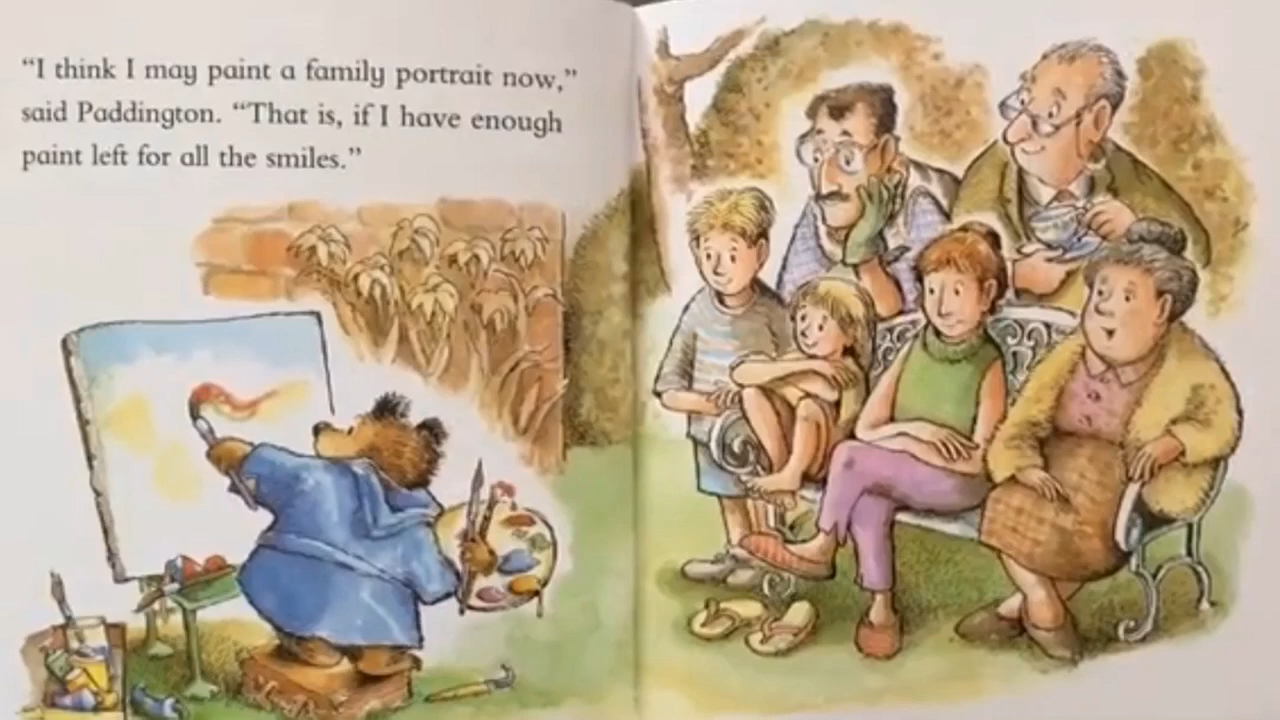 “I think I may paint a family portrait now,”
said Paddington. “That is, if I have enough
paint left for all the smiles.”